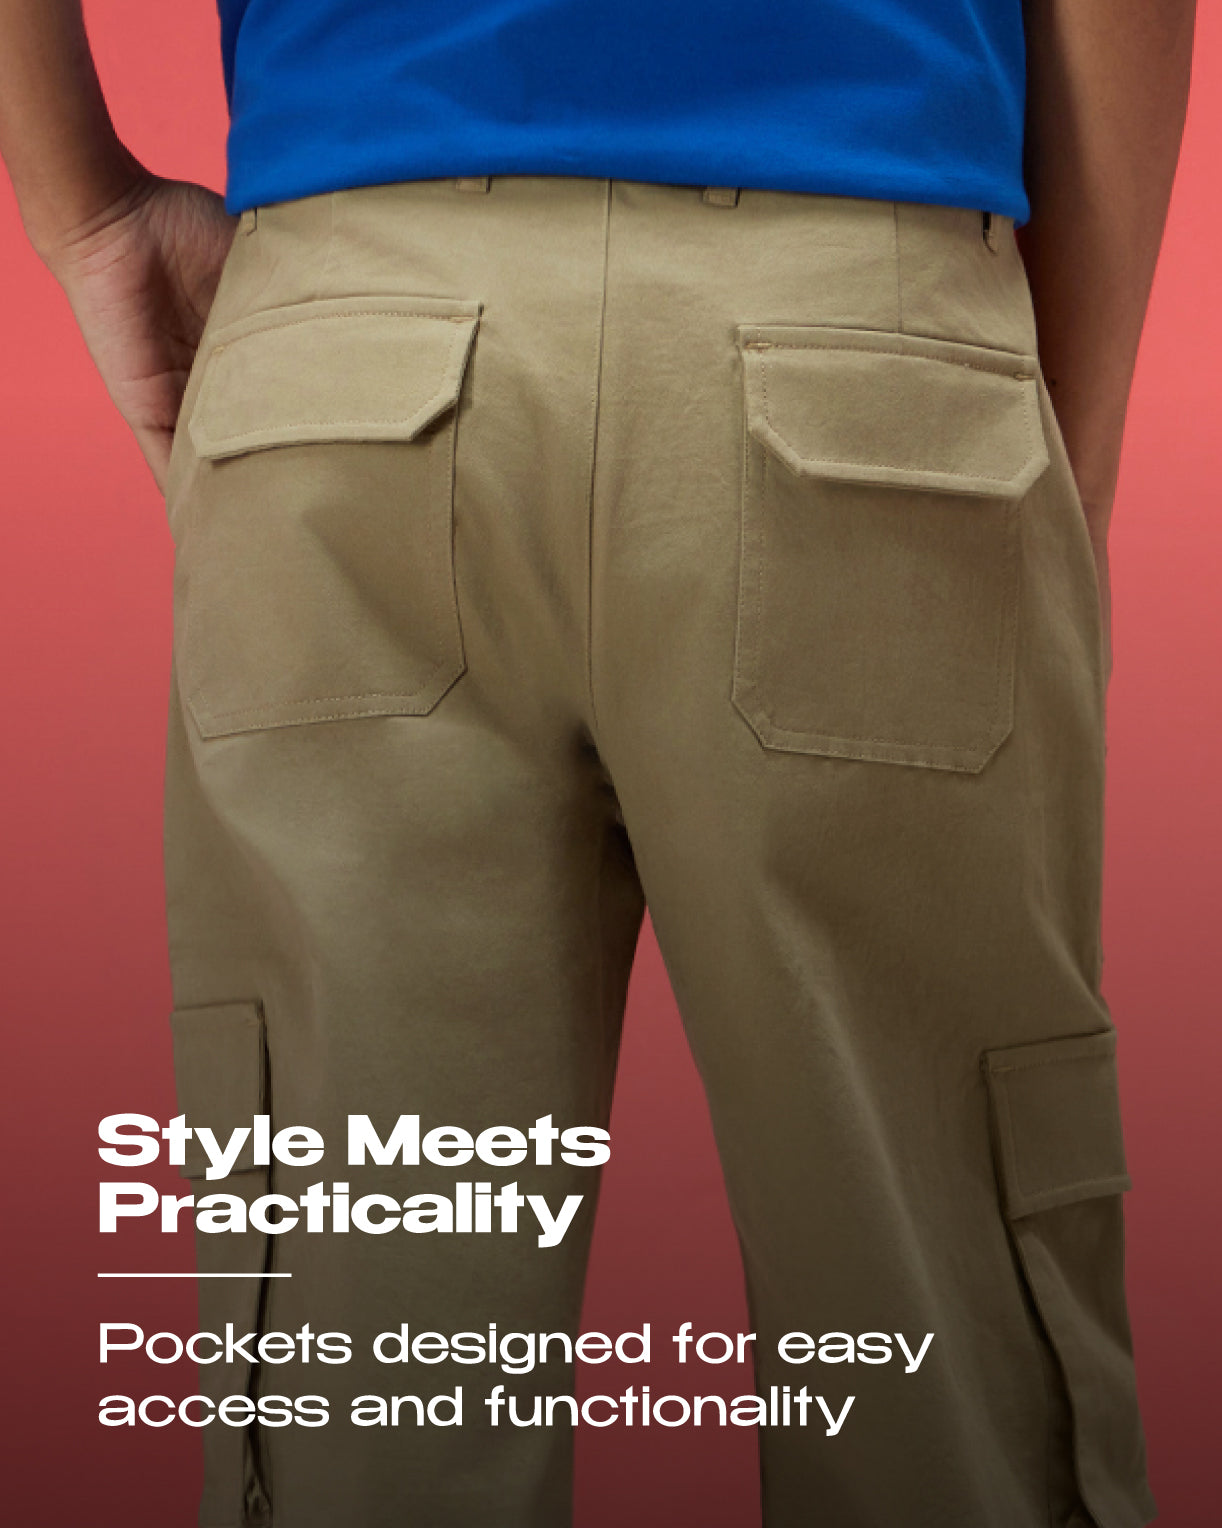 Style Meets
Practicality
Pockets designed for easy
access and functionality